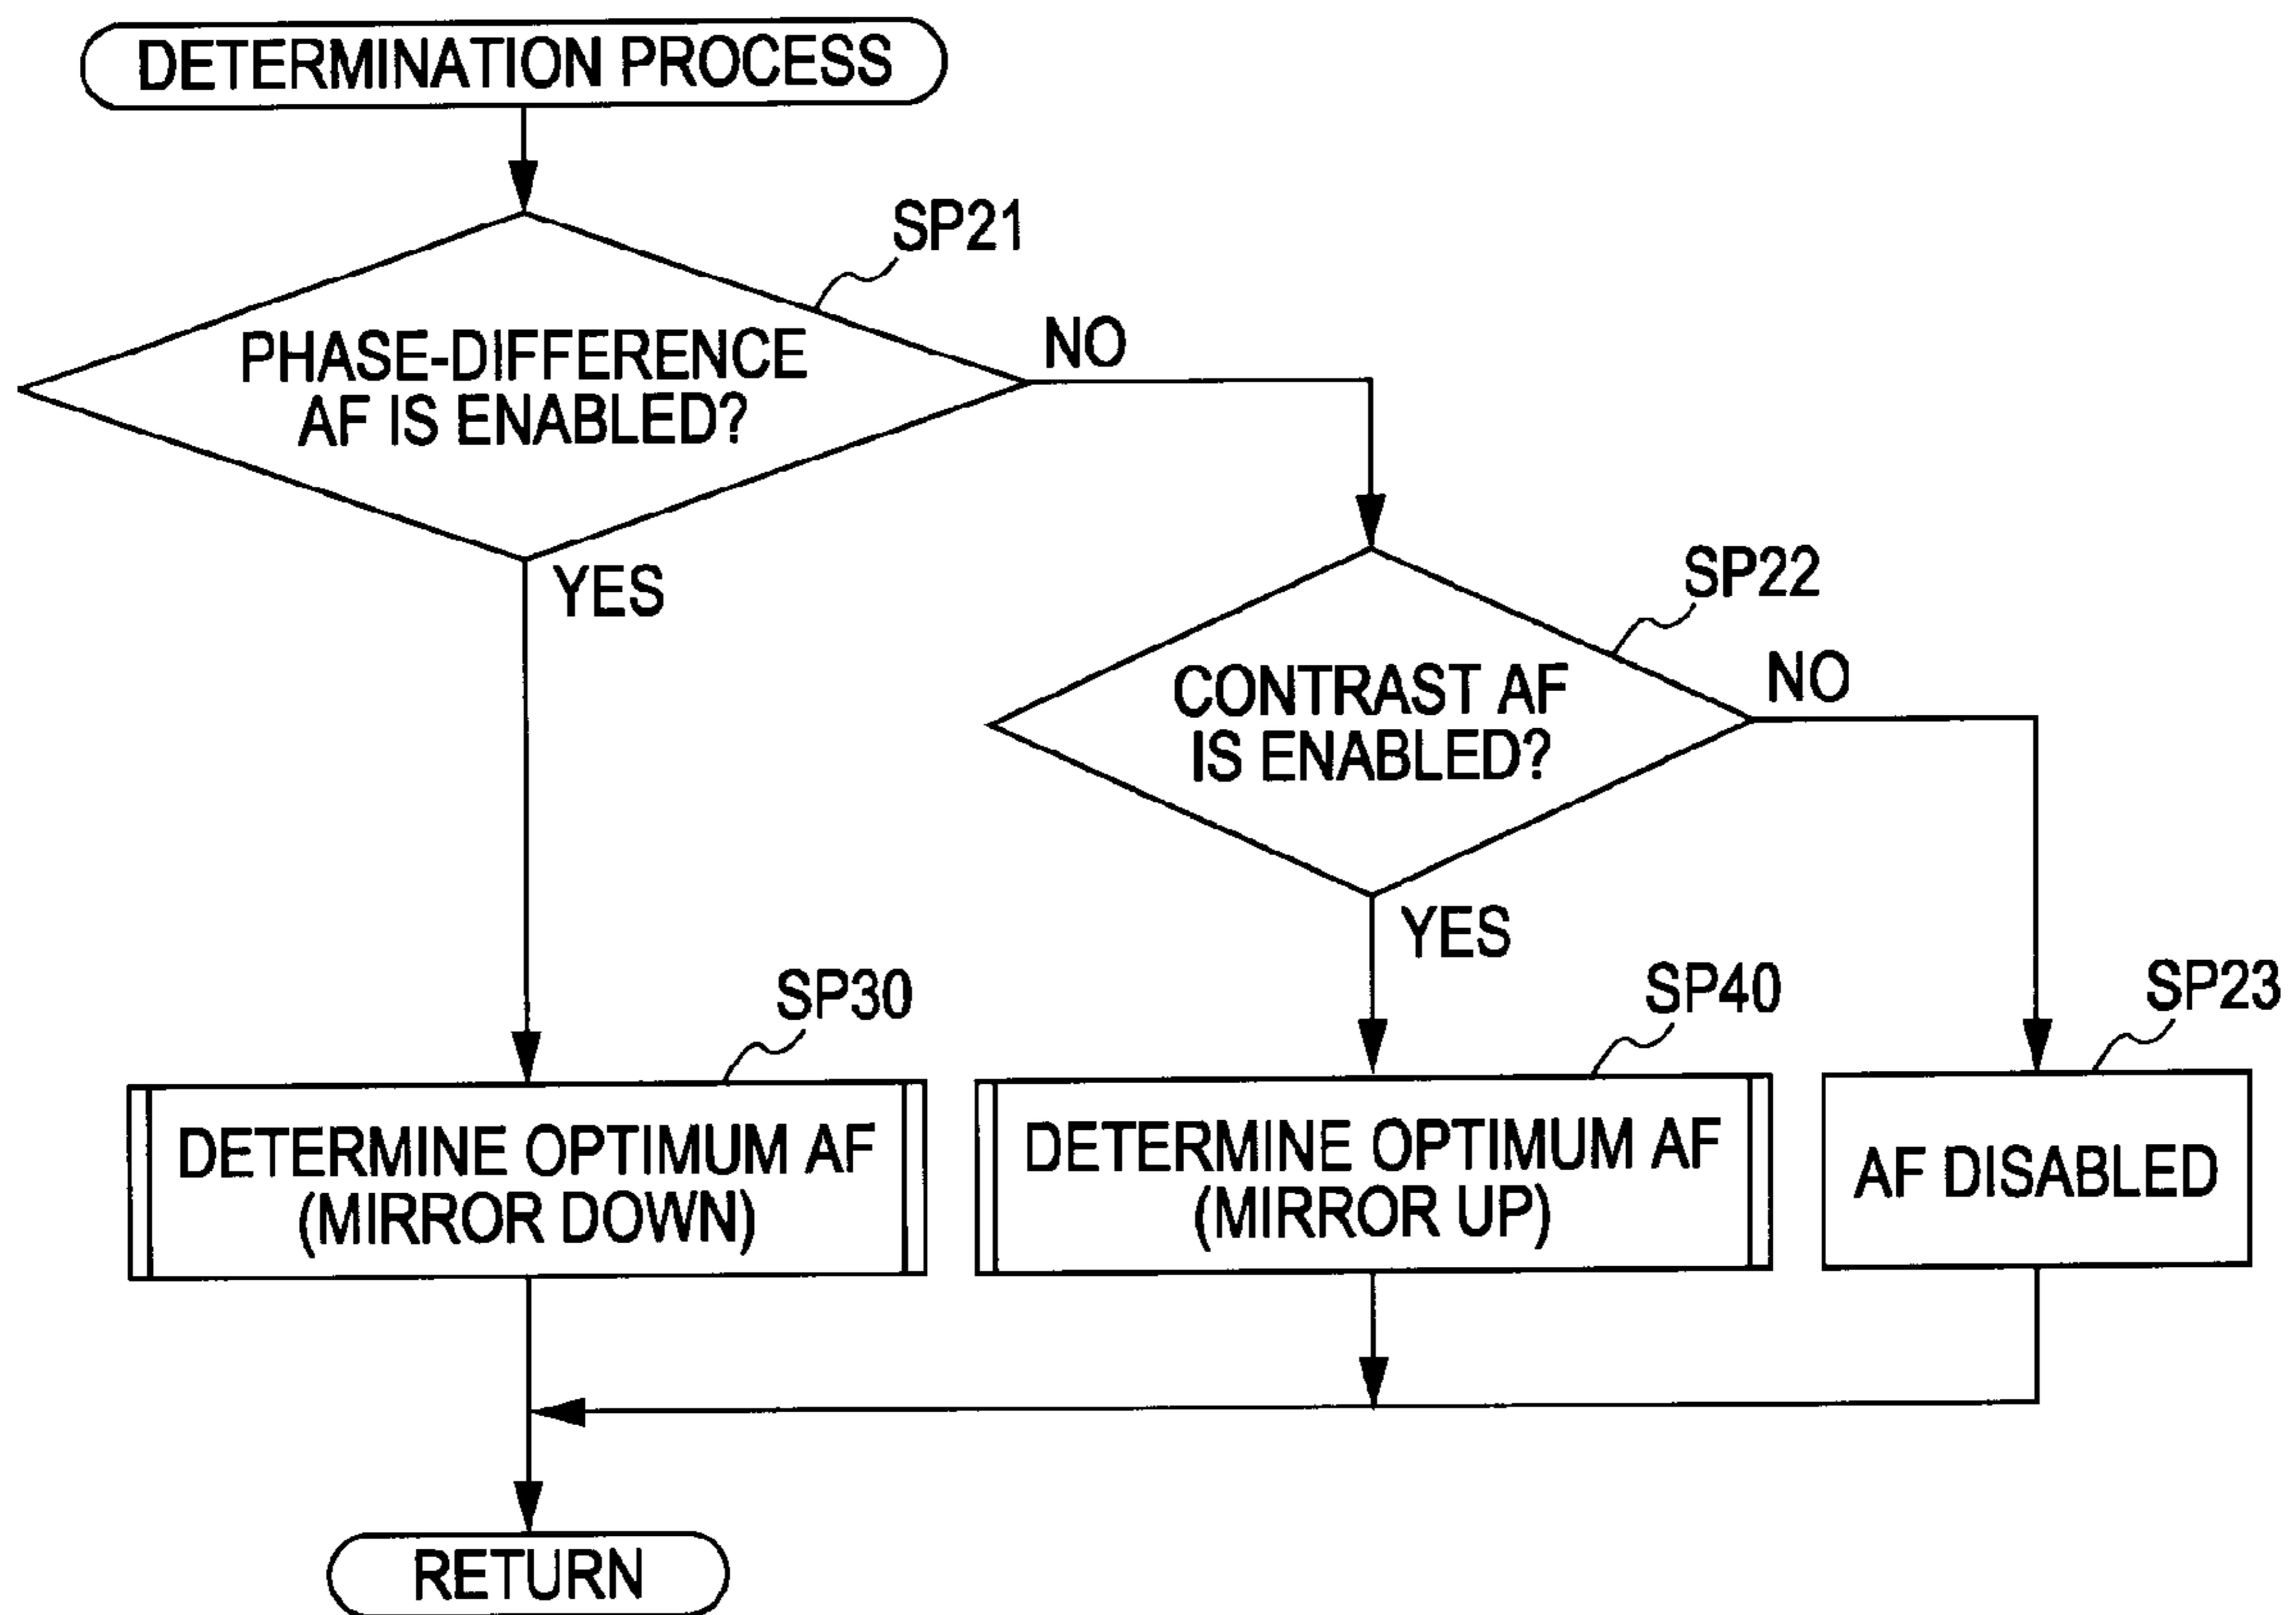 DETERMINATION PROCESS
SP21
PHASE-DIFFERENCE
AF IS ENABLED?
NO
YES
SP22
CONTRAST AF
IS ENABLED?
NO
YES
SP30
DETERMINE OPTIMUM AF
(MIRROR DOWN)
SP40
DETERMINE OPTIMUM AF
(MIRROR UP)
SP23
AF DISABLED
RETURN